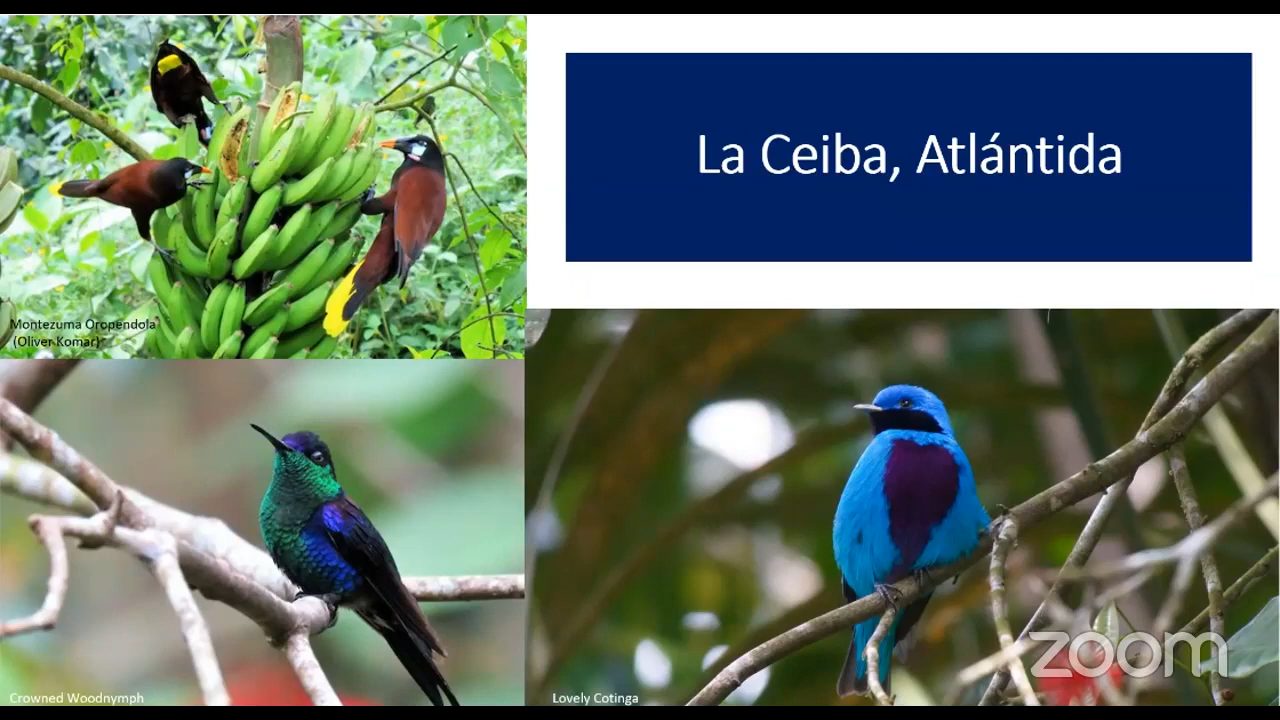 La Ceiba, Atlántida
Montezuma Oropendola
(Oliver Komar)
Crowned Woodnymph
Lovely Cotinga
zoom